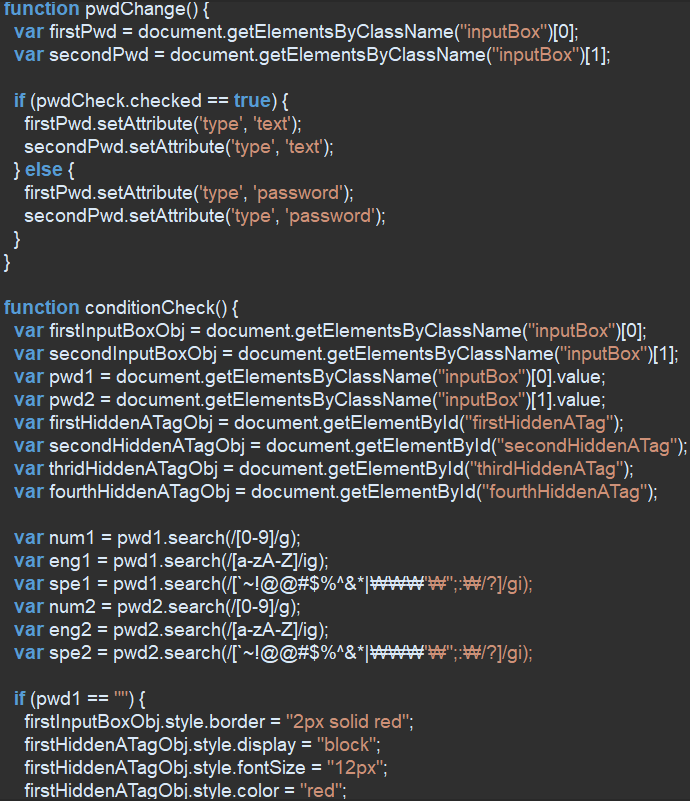 function pwdChange() {
var firstPwd = document.getElementsByClassName("inputBox")[0];
var secondPwd = document.getElementsByClassName("inputBox")[1];
if (pwdCheck.checked == true) {
firstPwd.setAttribute('type', 'text');
secondPwd.setAttribute('type', 'text');
} else {
firstPwd.setAttribute('type', 'password');
secondPwd.setAttribute('type', 'password');
}
}
function conditionCheck() {
var firstInputBoxObj = document.getElementsByClassName("inputBox")[0];
var secondInputBoxObj = document.getElementsByClassName("inputBox")[1];
var pwd1 = document.getElementsByClassName("inputBox")[0].value;
var pwd2 = document.getElementsByClassName("inputBox")[1].value;
var firstHiddenATagObj = document.getElementById("firstHiddenATag");
var secondHiddenATagObj = document.getElementById("secondHiddenATag");
var thridHiddenATagObj = document.getElementById("thirdHiddenATag");
var fourthHiddenATagObj = document.getElementById("fourthHiddenATag");
var num1 = pwd1.search(/[0-9]/g);
var eng1 = pwd1.search(/[a-zA-Z]/ig);
var spe1 = pwd1.search(/[`~!@@#$%^&*|₩₩₩'₩";:₩/?]/gi);
var num2 = pwd2.search(/[0-9]/g);
var eng2 = pwd2.search(/[a-zA-Z]/ig);
var spe2 = pwd2.search(/[`~!@@#$%^&*|₩₩₩'₩";:₩/?]/gi);
if (pwd1 == "") {
firstInputBoxObj.style.border = "2px solid red";
firstHiddenATagObj.style.display = "block";
firstHiddenATagObj.style.fontSize = "12px";
firstHiddenATagObj.style.color = "red";